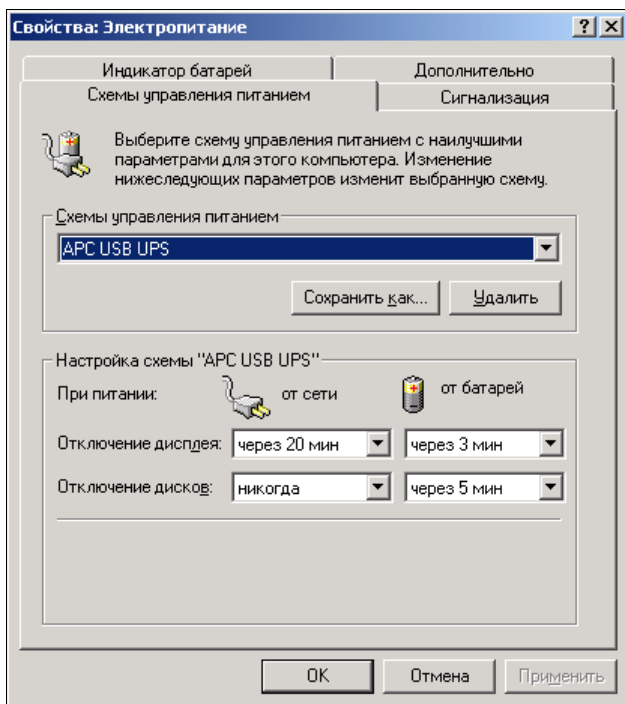 Свойства: Электропитание
Индикатор батарей
Дополнительно
Схемы управления питанием
Сигнализация
Выберите схему управления питанием с наилучшими
параметрами для этого компьютера. Изменение
нижеследующих параметров изменит выбранную схему.
Схемы управления питанием
APC USB UPS
Сохранить как...
Удалить
Настройка схемы "APC USB UPS"
При питании: от сети от батарей
Отключение дисплея: через 20 мин через 3 мин
Отключение дисков: никогда через 5 мин
OK
Отмена
Применить